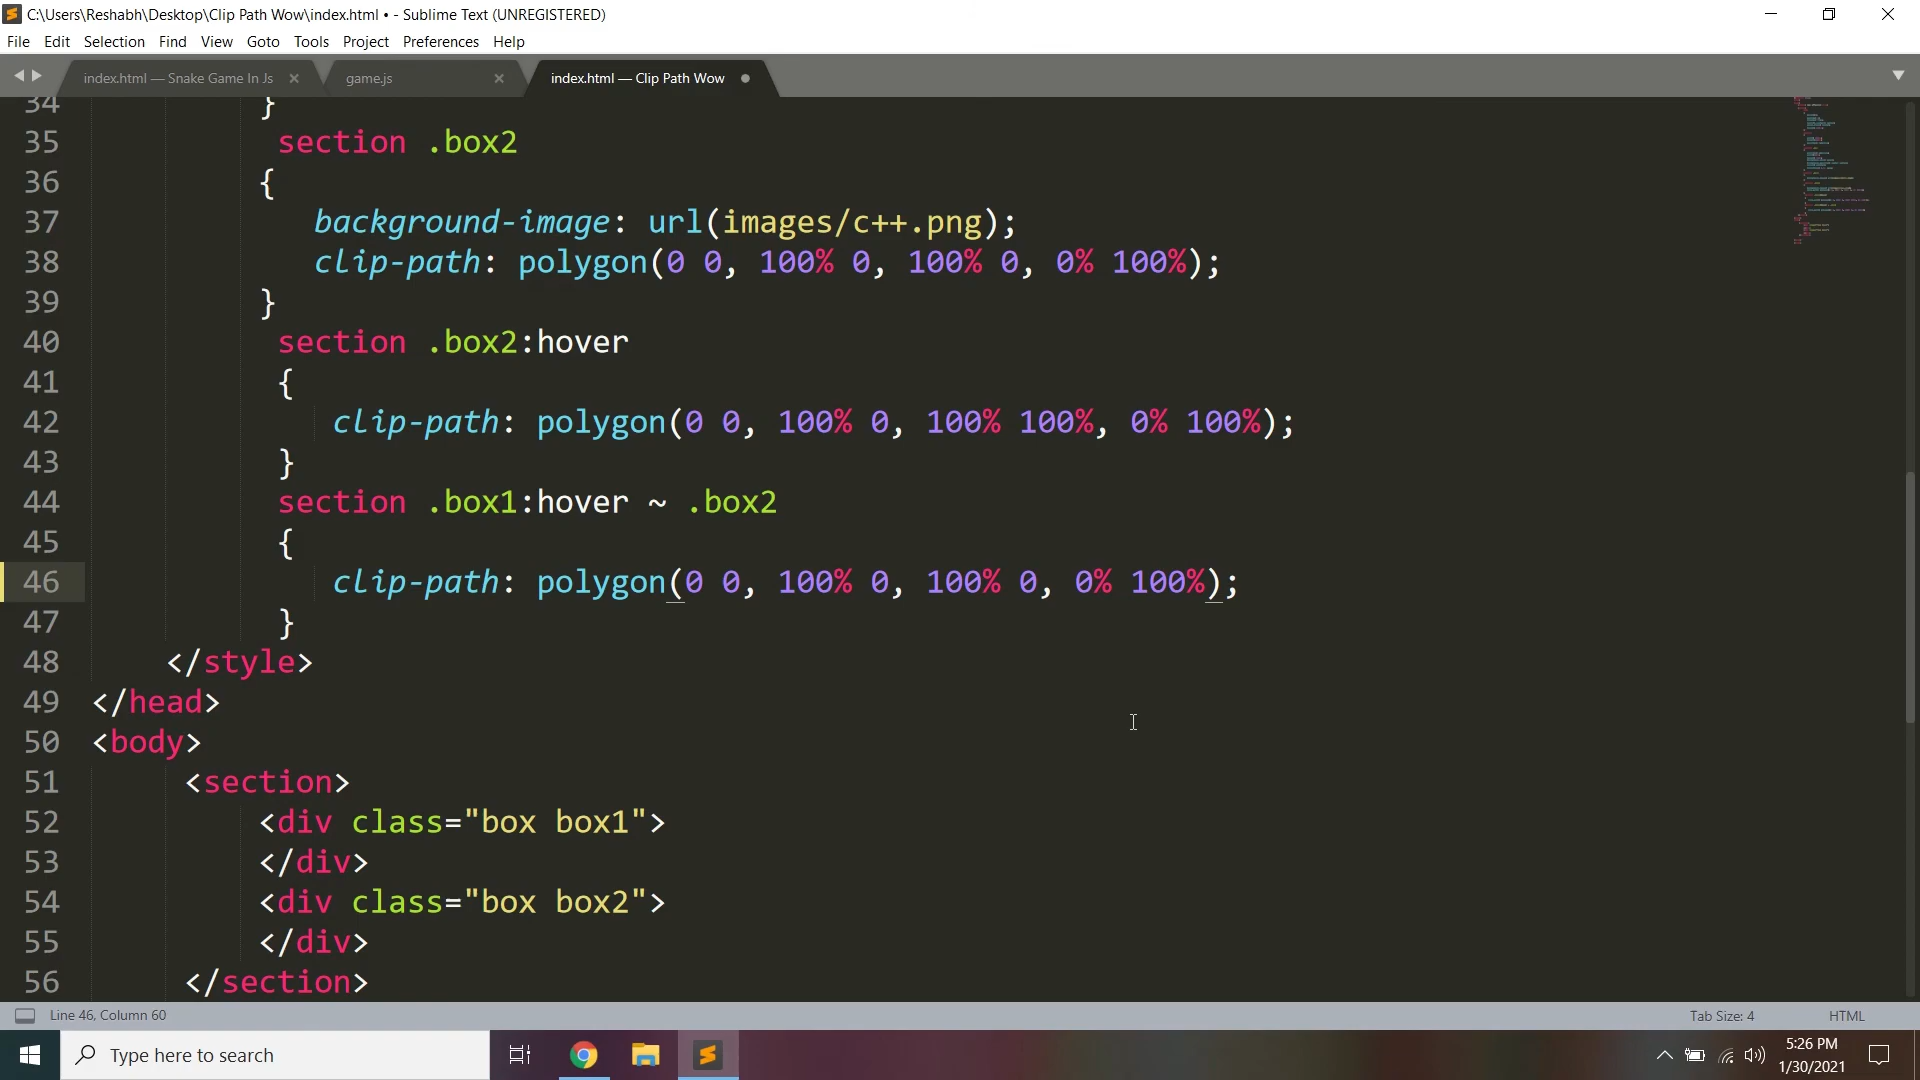 C:\Users\Reshabh\Desktop\Clip Path Wow\index.html • - Sublime Text (UNREGISTERED)
File Edit Selection Find View Goto Tools Project Preferences Help
index.html — Snake Game In Js game.js index.html — Clip Path Wow
34 }
35 section .box2
36 {
37 background-image: url(images/c++.png);
38 clip-path: polygon(0 0, 100% 0, 100% 0, 0% 100%);
39 }
40 section .box2:hover
41 {
42 clip-path: polygon(0 0, 100% 0, 100% 100%, 0% 100%);
43 }
44 section .box1:hover ~ .box2
45 {
46 clip-path: polygon(0 0, 100% 0, 100% 0, 0% 100%);
47 }
48 </style>
49 </head>
50 <body>
51 <section>
52 <div class="box box1">
53 </div>
54 <div class="box box2">
55 </div>
56 </section>
Line 46, Column 60 Tab Size: 4 HTML
Type here to search
5:26 PM
1/30/2021